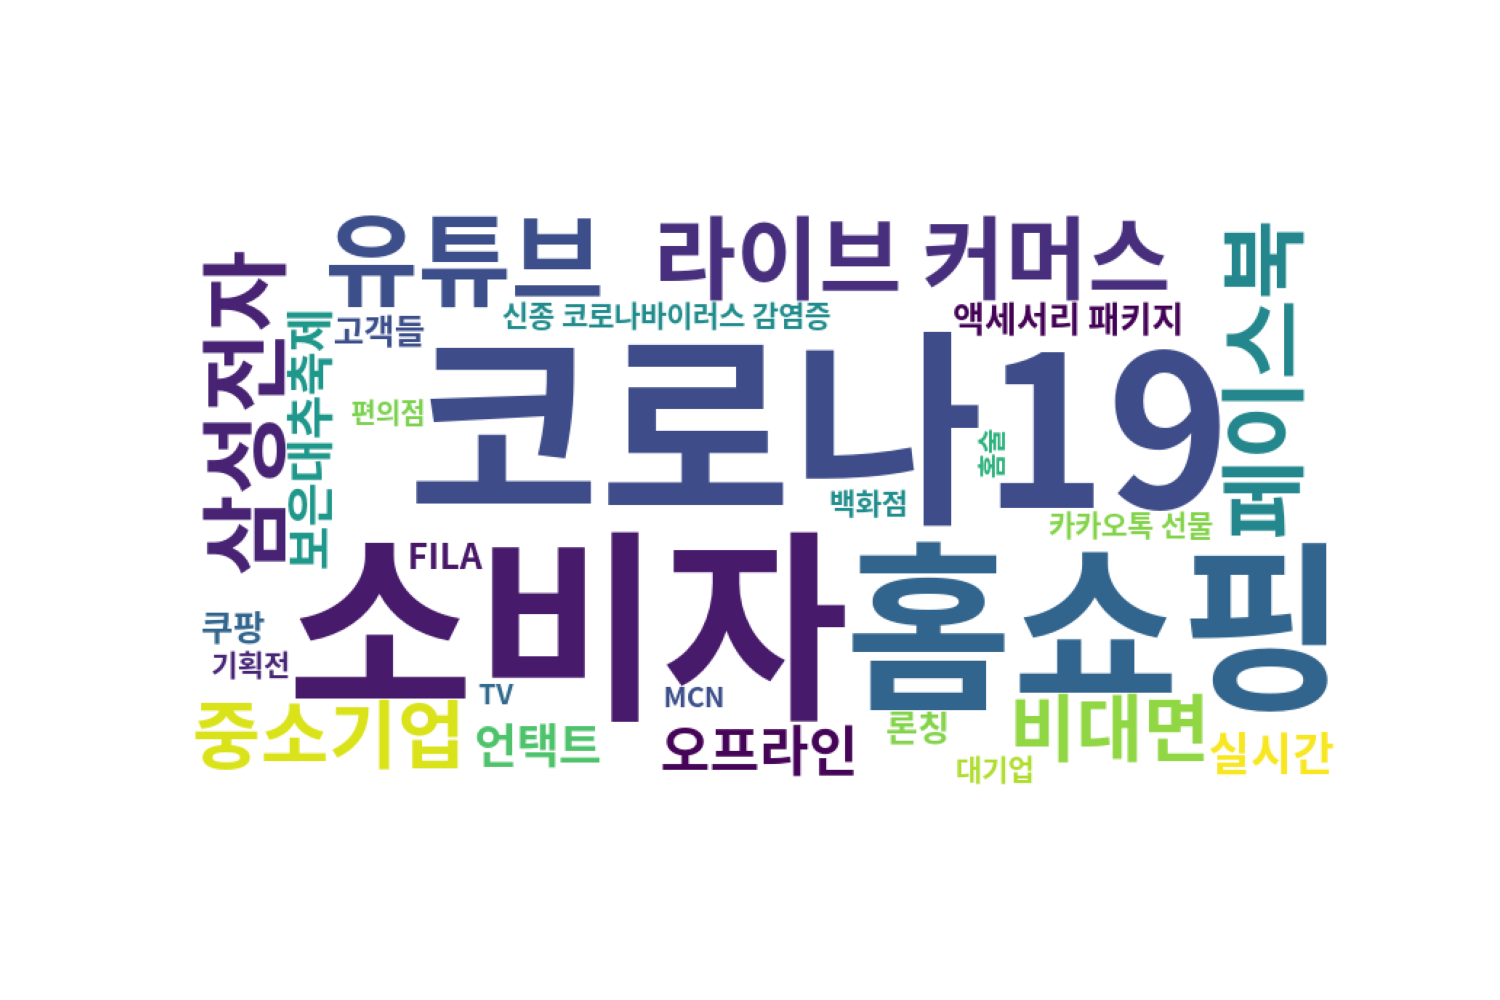 유튜브
라이브 커머스
삼성전자
보은대추축제
고객들
신종 코로나바이러스 감염증
액세서리 패키지
페이스북
코로나19
편의점
홈술
백화점
카카오톡 선물
FILA
소비자
홈쇼핑
쿠팡
기획전
TV
MCN
중소기업
언택트
오프라인
론칭
비대면
실시간
대기업